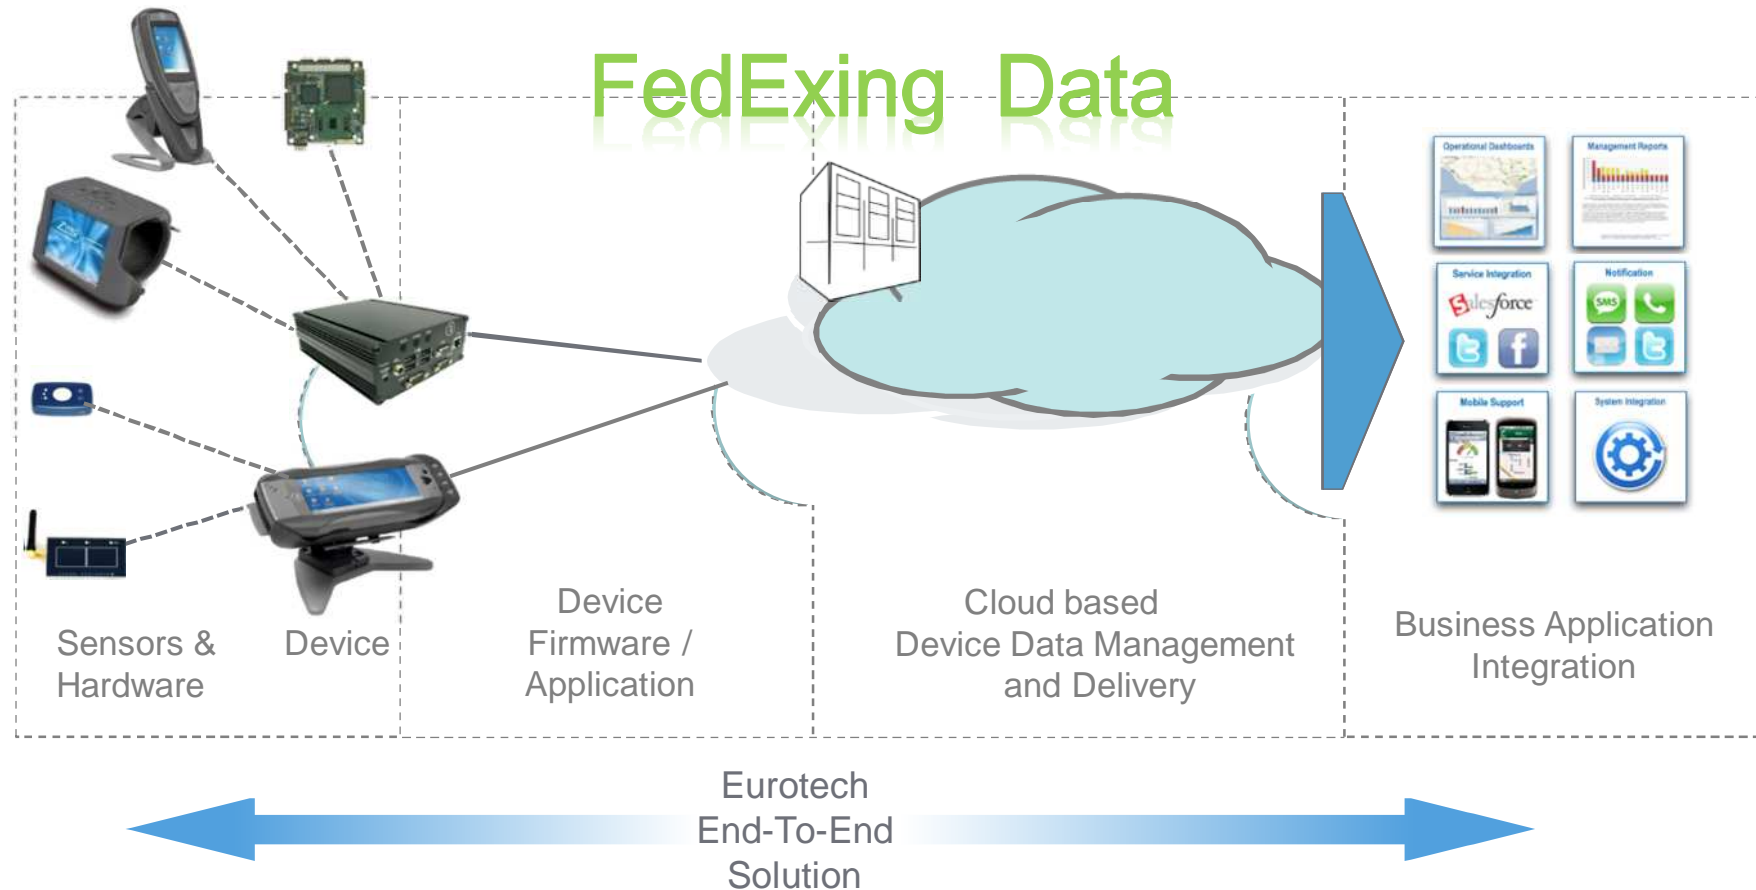 FedExing Data
Operational Dashboards
Management Reports
Service Integration
salesforce
Notification
SMS
Mobile Support
System Integration
Sensors &
Hardware
Device
Device
Firmware /
Application
Cloud based
Device Data Management
and Delivery
Business Application
Integration
Eurotech
End-To-End
Solution